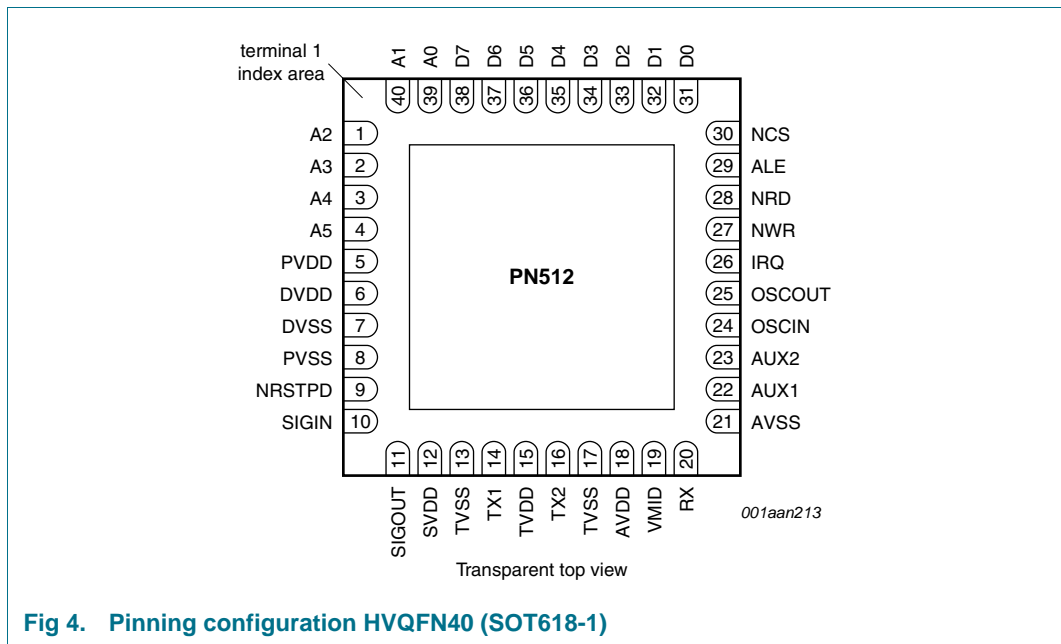 terminal 1
index area
A1
A0
D7
D6
D5
D4
D3
D2
D1
D0
40
39
38
37
36
35
34
33
32
31
A2 1
A3 2
A4 3
A5 4
PVDD 5
DVDD 6
DVSS 7
PVSS 8
NRSTPD 9
SIGIN 10
PN512
30 NCS
29 ALE
28 NRD
27 NWR
26 IRQ
25 OSCOUT
24 OSCIN
23 AUX2
22 AUX1
21 AVSS
11
12
13
14
15
16
17
18
19
20
SIGOUT
SVDD
TVSS
TX1
TVDD
TX2
TVSS
AVDD
VMID
RX
001aan213
Transparent top view
Fig 4. Pinning configuration HVQFN40 (SOT618-1)